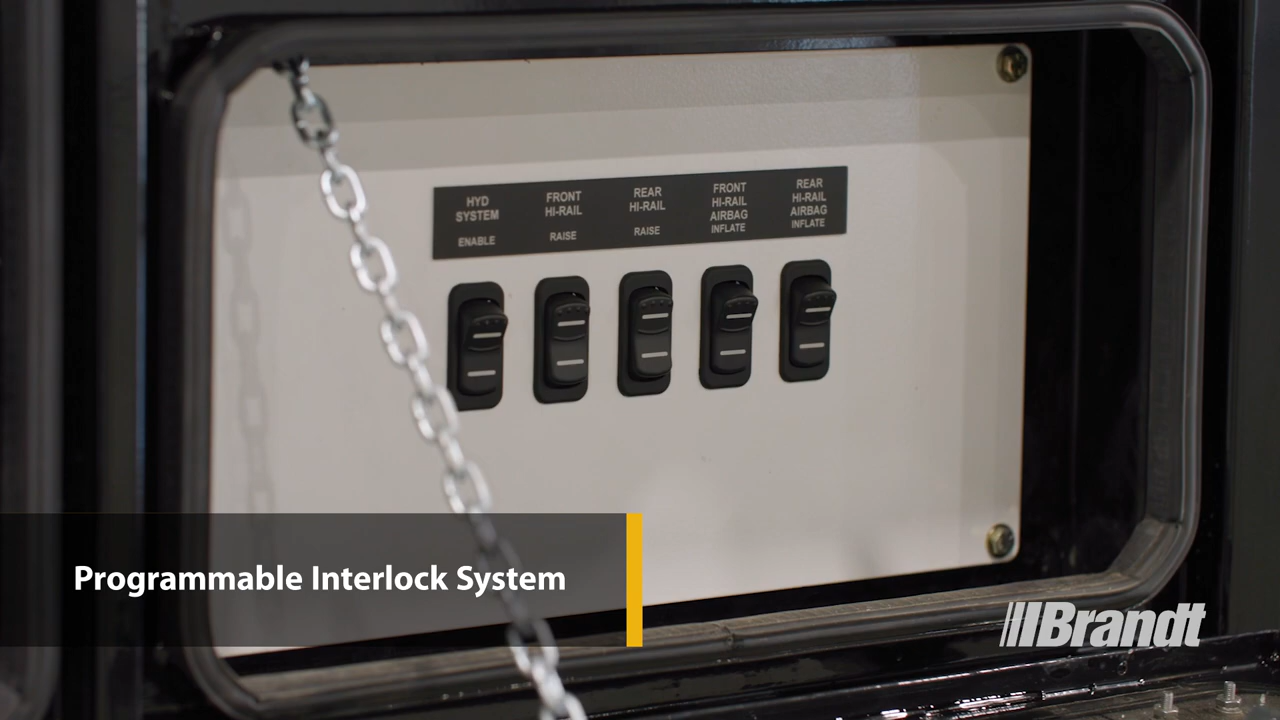 HYD
SYSTEM
ENABLE
FRONT
HI-RAIL
RAISE
REAR
HI-RAIL
RAISE
FRONT
HI-RAIL
AIRBAG
INFLATE
REAR
HI-RAIL
AIRBAG
INFLATE
Programmable Interlock System
Brandt